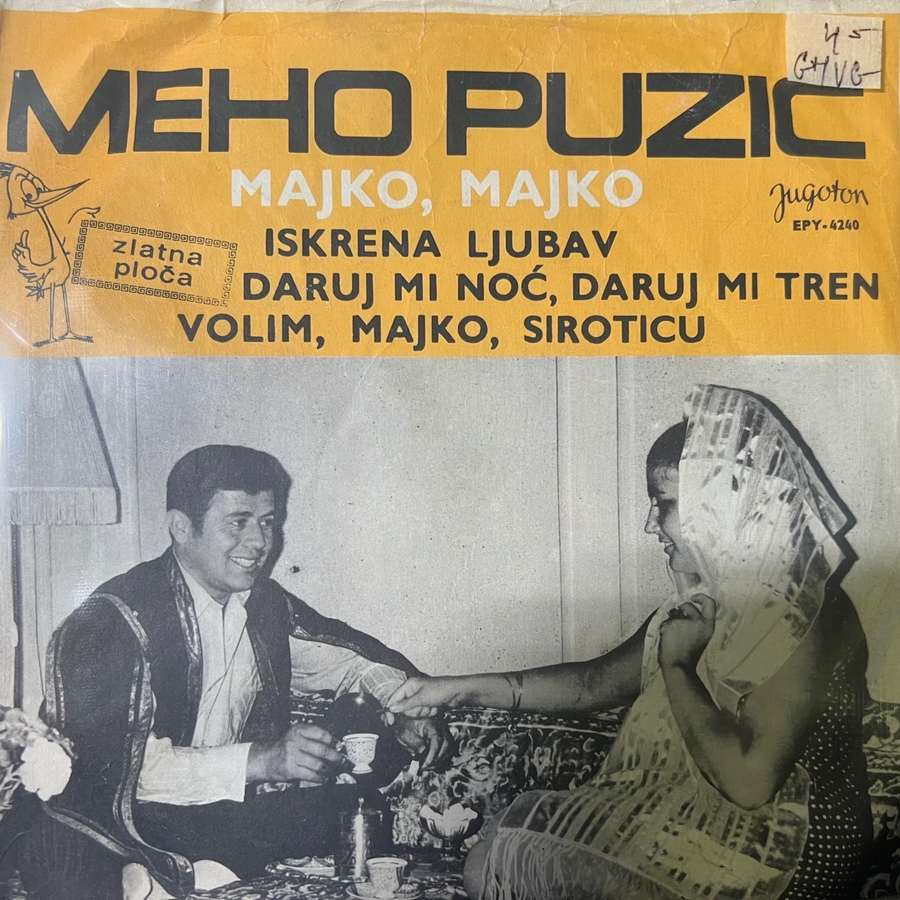 45
G+/VG-
MEHO PUZIĆ
MAJKO, MAJKO
Jugoton
EPY-4240
zlatna
ploča
ISKRENA LJUBAV
DARUJ MI NOĆ, DARUJ MI TREN
VOLIM, MAJKO, SIROTICU